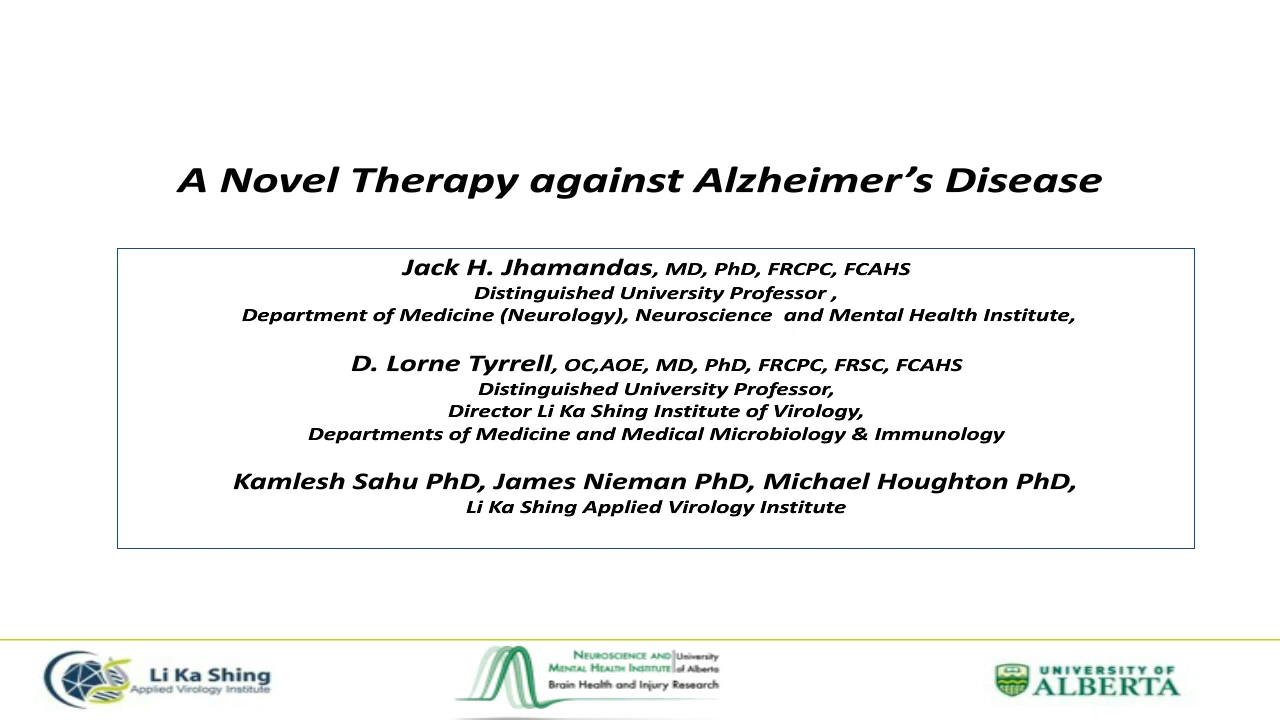 A Novel Therapy against Alzheimer’s Disease
Jack H. Jhamandas, MD, PhD, FRCPC, FCAHS
Distinguished University Professor ,
Department of Medicine (Neurology), Neuroscience  and Mental Health Institute,
D. Lorne Tyrrell, OC,AOE, MD, PhD, FRCPC, FRSC, FCAHS
Distinguished University Professor,
Director Li Ka Shing Institute of Virology,
Departments of Medicine and Medical Microbiology & Immunology
Kamlesh Sahu PhD, James Nieman PhD, Michael Houghton PhD,
Li Ka Shing Applied Virology Institute
Li Ka Shing
Applied Virology Institute
NEUROSCIENCE AND
MENTAL HEALTH INSTITUTE
University
of Alberta
Brain Health and Injury Research
UNIVERSITY OF
ALBERTA